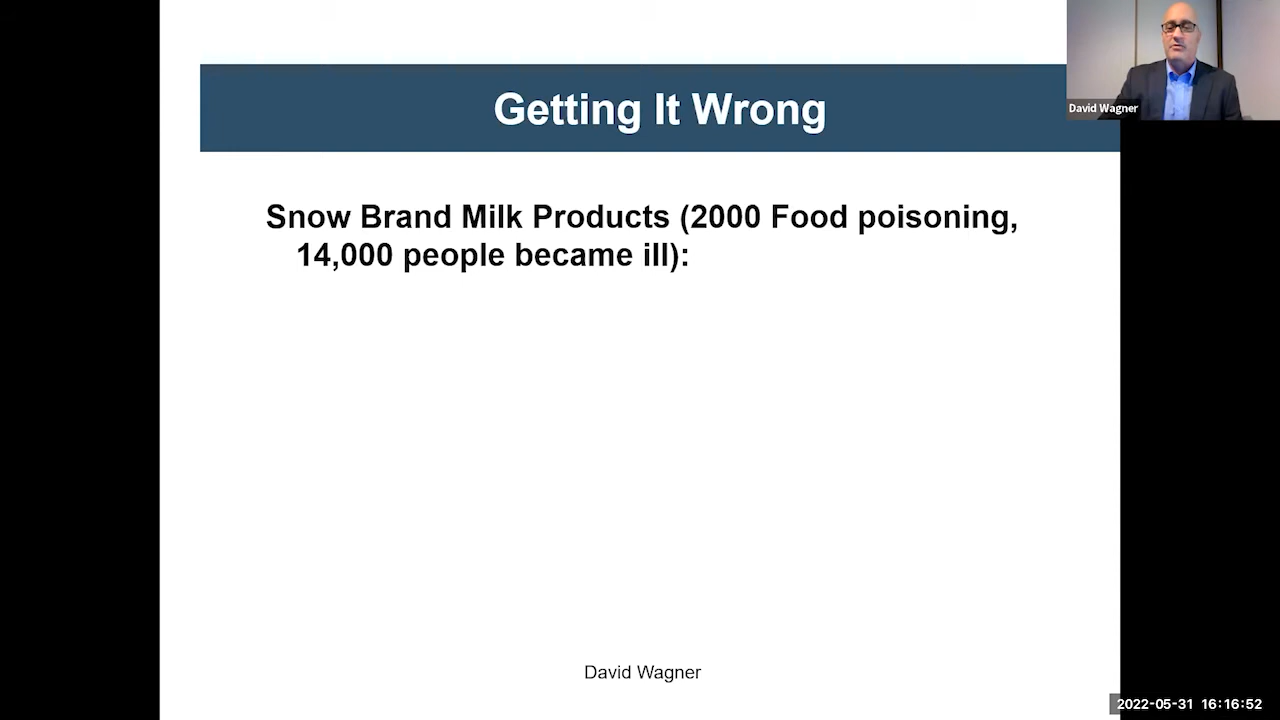 Getting It Wrong
David Wagner
Snow Brand Milk Products (2000 Food poisoning,
14,000 people became ill):
David Wagner
2022-05-31 16:16:52